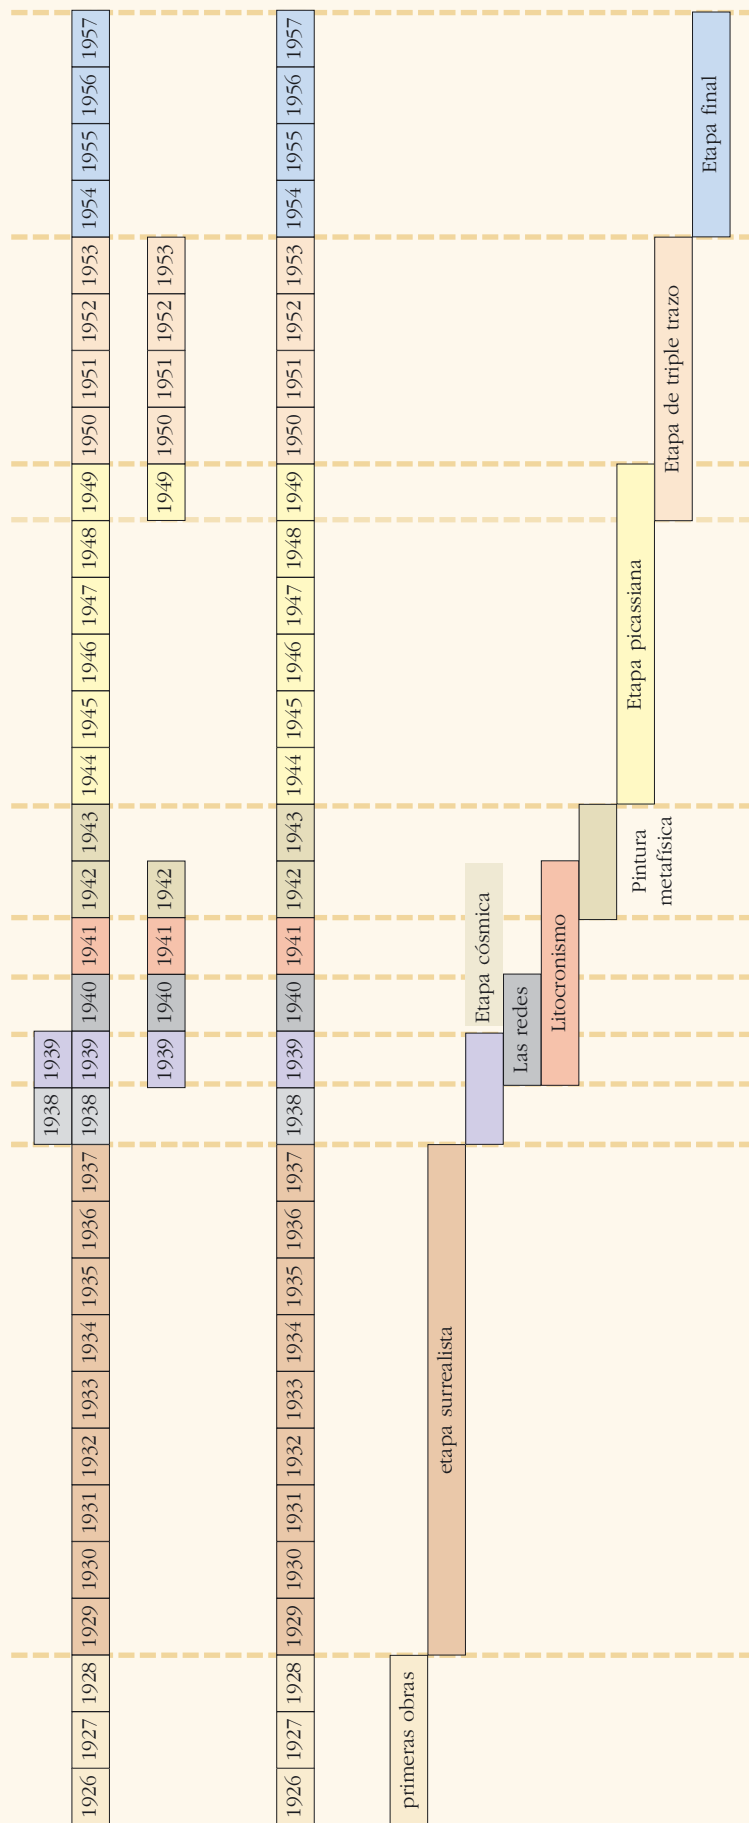 1938 1939
1926 1927 1928 1929 1930 1931 1932 1933 1934 1935 1936 1937 1938 1939 1940 1941 1942 1943 1944 1945 1946 1947 1948 1949 1950 1951 1952 1953 1954 1955 1956 1957
1939 1940 1941 1942 1949 1950 1951 1952 1953
1926 1927 1928 1929 1930 1931 1932 1933 1934 1935 1936 1937 1938 1939 1940 1941 1942 1943 1944 1945 1946 1947 1948 1949 1950 1951 1952 1953 1954 1955 1956 1957
primeras obras
etapa surrealista
Etapa cósmica
Las redes
Litocronismo
Pintura
metafísica
Etapa picassiana
Etapa de triple trazo
Etapa final